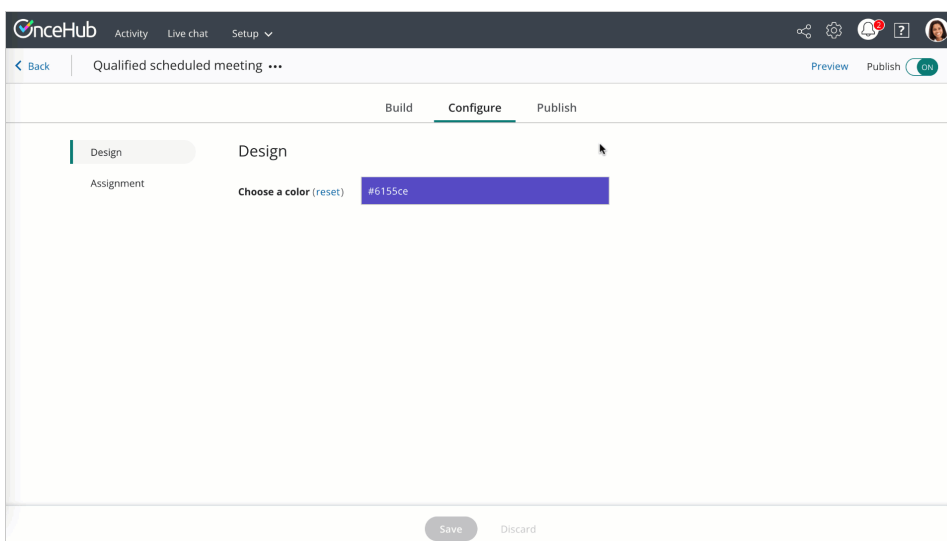 OnceHub Activity Live chat Setup 2 ?
Back Qualified scheduled meeting ••• Preview Publish ON
Build Configure Publish
Design Design
Assignment
Choose a color (reset) #6155ce
Save Discard